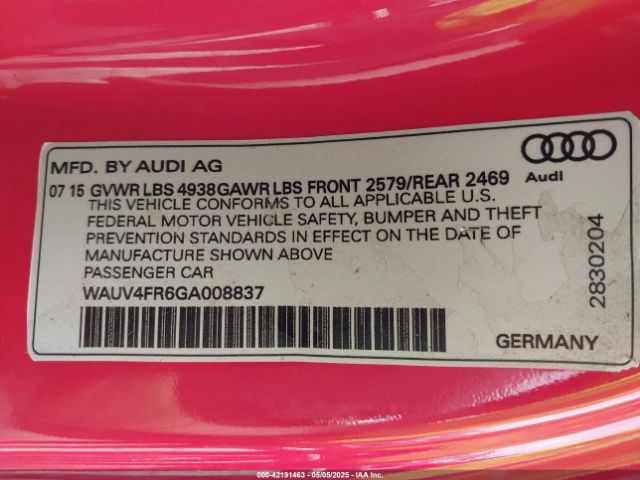 MFD. BY AUDI AG
07 15 GVWR LBS 4938 GAWR LBS FRONT 2579/REAR 2469
THIS VEHICLE CONFORMS TO ALL APPLICABLE U.S.
FEDERAL MOTOR VEHICLE SAFETY, BUMPER AND THEFT
PREVENTION STANDARDS IN EFFECT ON THE DATE OF
MANUFACTURE SHOWN ABOVE
PASSENGER CAR
WAUV4FR6GA008837
Audi
2830204
GERMANY
000-42191463 - 05/05/2025 - IAA Inc.